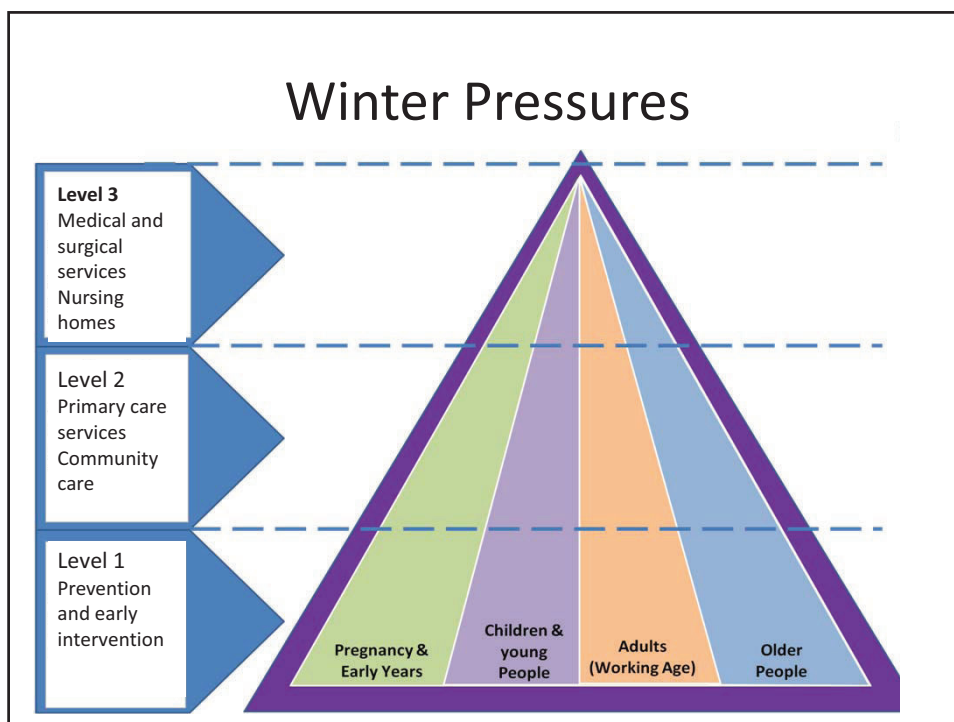 Winter Pressures
Level 3
Medical and
surgical
services
Nursing
homes
Level 2
Primary care
services
Community
care
Level 1
Prevention
and early
intervention
Pregnancy &
Early Years
Children &
young
People
Adults
(Working Age)
Older
People